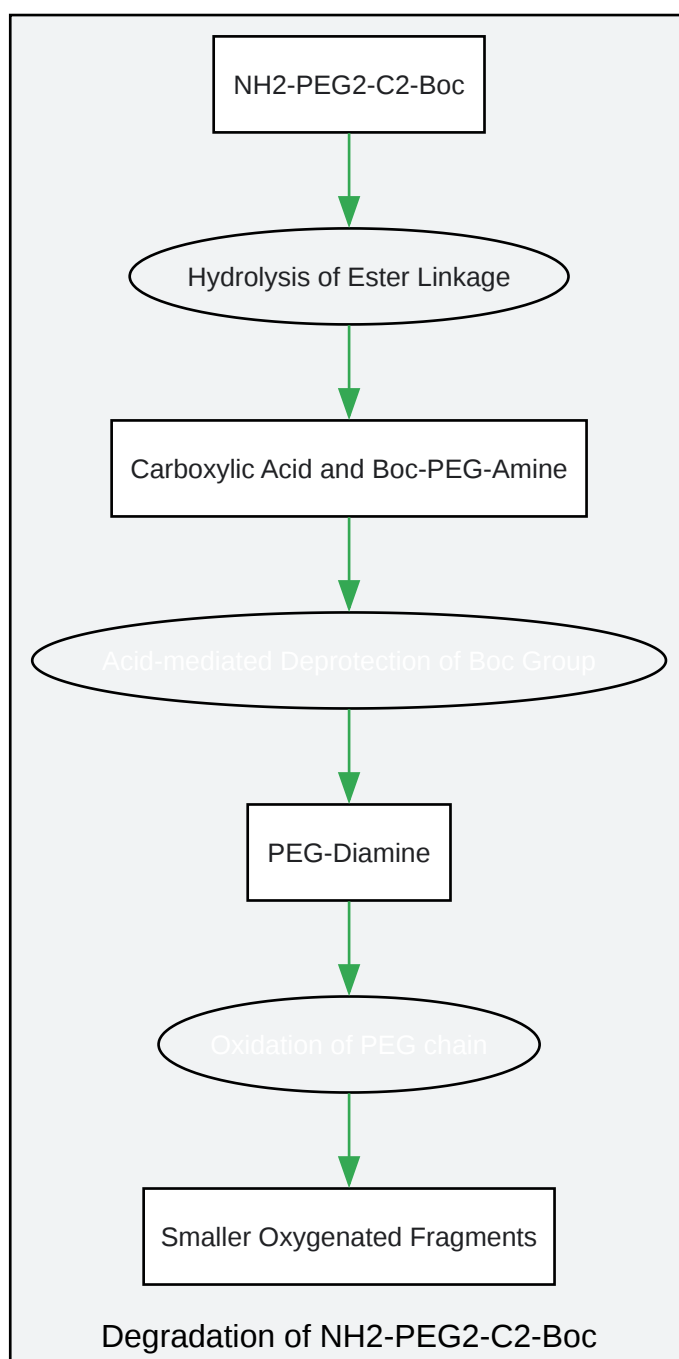 NH2-PEG2-C2-Boc
Hydrolysis of Ester Linkage
Carboxylic Acid and Boc-PEG-Amine
Acid-mediated Deprotection of Boc Group
PEG-Diamine
Oxidation of PEG chain
Smaller Oxygenated Fragments
Degradation of NH2-PEG2-C2-Boc